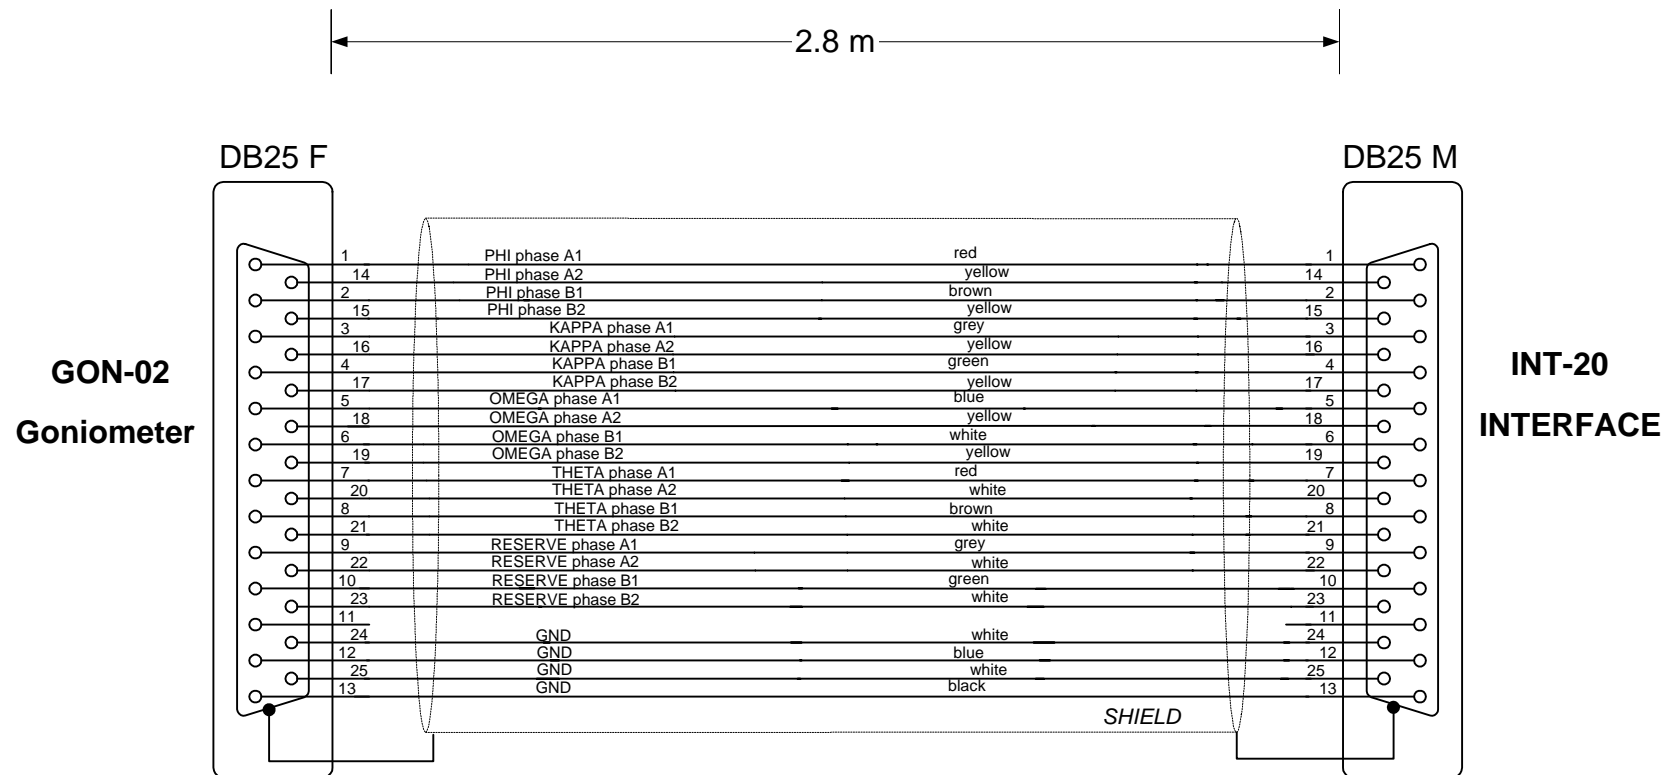 2.8 m
DB25 F
DB25 M
1 PHI phase A1 red 1
14 PHI phase A2 yellow 14
2 PHI phase B1 brown 2
15 PHI phase B2 yellow 15
3 KAPPA phase A1 grey 3
16 KAPPA phase A2 yellow 16
4 KAPPA phase B1 green 4
17 KAPPA phase B2 yellow 17
5 OMEGA phase A1 blue 5
18 OMEGA phase A2 yellow 18
6 OMEGA phase B1 white 6
19 OMEGA phase B2 yellow 19
7 THETA phase A1 red 7
20 THETA phase A2 white 20
8 THETA phase B1 brown 8
21 THETA phase B2 white 21
9 RESERVE phase A1 grey 9
22 RESERVE phase A2 white 22
10 RESERVE phase B1 green 10
23 RESERVE phase B2 white 23
11 11
24 GND white 24
12 GND blue 12
25 GND white 25
13 GND black 13
SHIELD
GON-02
Goniometer
INT-20
INTERFACE